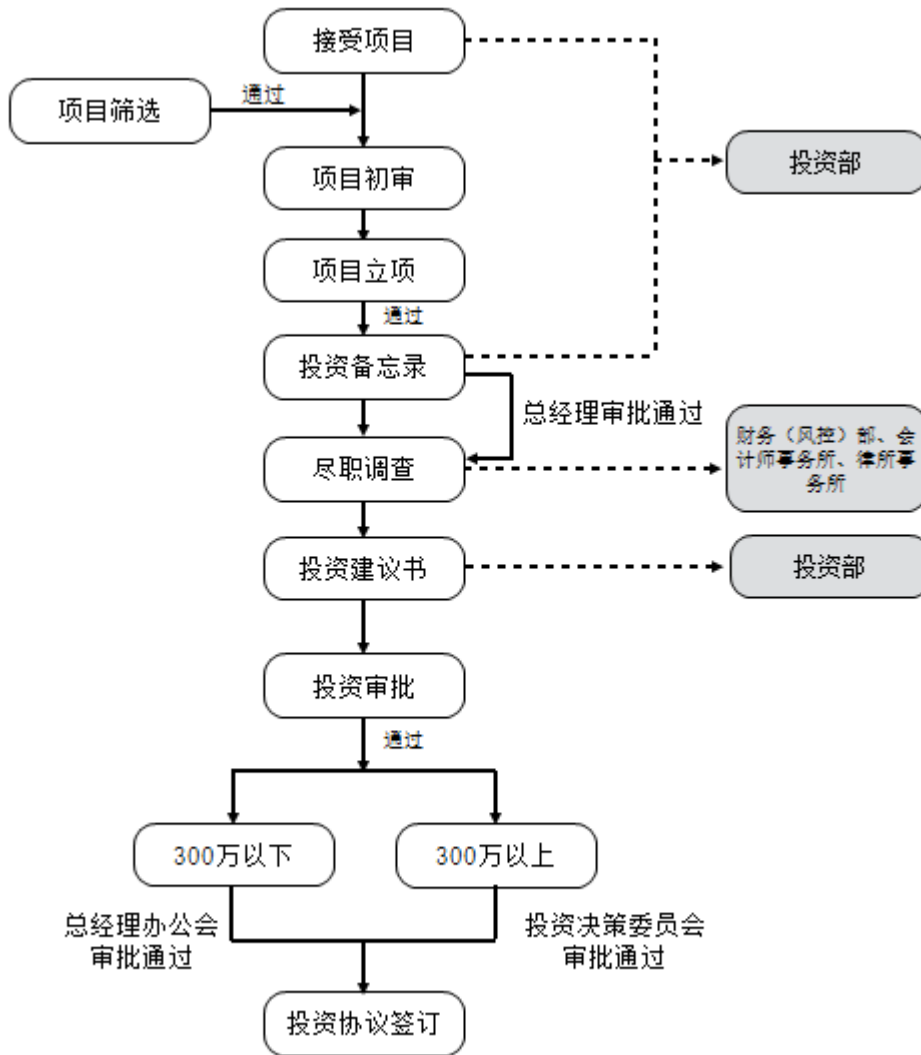 接受项目
通过
项目筛选
投资部
项目初审
项目立项
通过
投资备忘录
总经理审批通过
财务（风控）部、会
计师事务所、律所事
务所
尽职调查
投资建议书
投资部
投资审批
通过
300万以下
300万以上
总经理办公会
审批通过
投资决策委员会
审批通过
投资协议签订